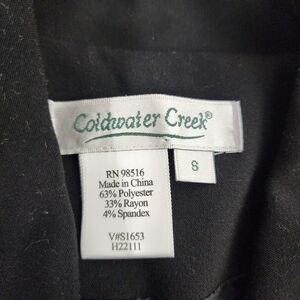 Coldwater Creek®
S
RN 98516
Made in China
63% Polyester
33% Rayon
4% Spandex
V#S1653
H22111